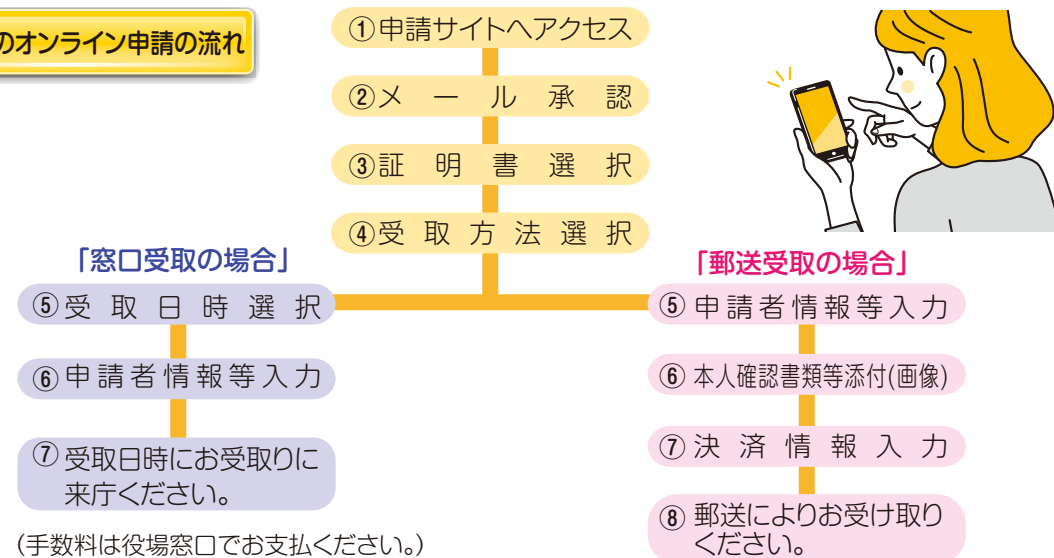 のオンライン申請の流れ
①申請サイトへアクセス
②メール承認
③証明書選択
④受取方法選択
「窓口受取の場合」
⑤受取日時選択
⑥申請者情報等入力
⑦受取日時にお受取りに
来庁ください。
(手数料は役場窓口でお支払ください。)
「郵送受取の場合」
⑤申請者情報等入力
⑥本人確認書類等添付(画像)
⑦決済情報入力
⑧郵送によりお受け取り
ください。